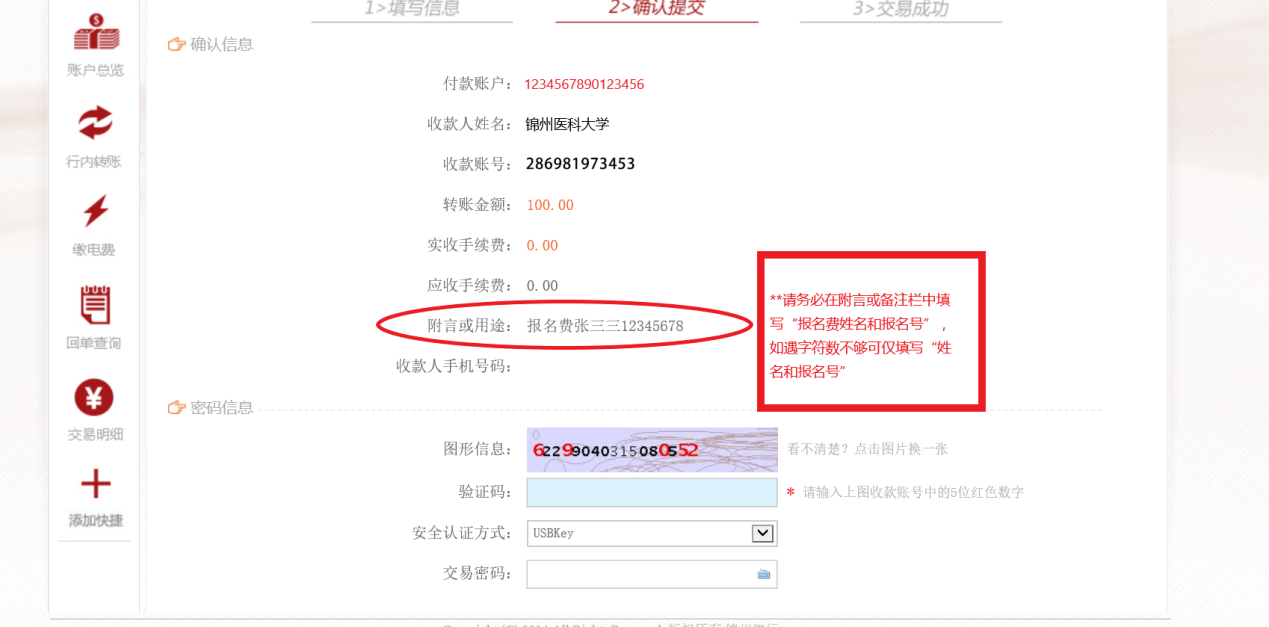 1>填写信息
2>确认提交
3>交易成功
账户总览
行内转账
缴电费
回单查询
交易明细
添加快捷
确认信息
付款账户： 1234567890123456
收款人姓名： 锦州医科大学
收款账号： 286981973453
转账金额： 100.00
实收手续费： 0.00
应收手续费： 0.00
附言或用途： 报名费张三三12345678
收款人手机号码：
**请务必在附言或备注栏中填
写“报名费姓名和报名号”，
如遇字符数不够可仅填写“姓
名和报名号”
密码信息
图形信息： 6229040315080552 看不清楚？点击图片换一张
验证码： * 请输入上图收款账号中的5位红色数字
安全认证方式： USBKey
交易密码：